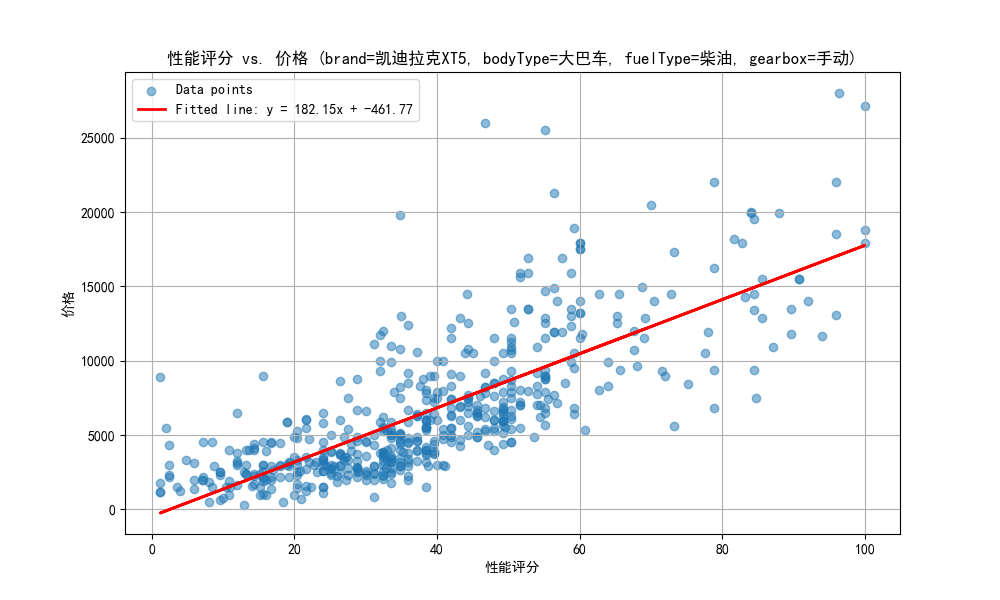 性能评分 vs. 价格 (brand=凯迪拉克XT5, bodyType=大巴车, fuelType=柴油, gearbox=手动)
Data points
Fitted line: y = 182.15x + -461.77
价格
25000
20000
15000
10000
5000
0
0 20 40 60 80 100
性能评分